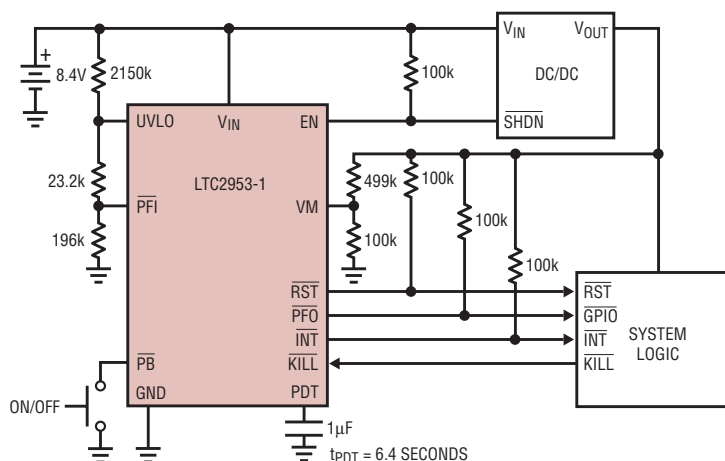 +
8.4V
2150k
100k
V_IN
V_OUT
DC/DC
SHDN
UVLO
V_IN
EN
LTC2953-1
23.2k
PFI
196k
VM
499k
100k
100k
100k
100k
RST
PFO
INT
KILL
RST
GPIO
INT
KILL
SYSTEM
LOGIC
PB
GND
PDT
ON/OFF
1µF
t_PDT = 6.4 SECONDS